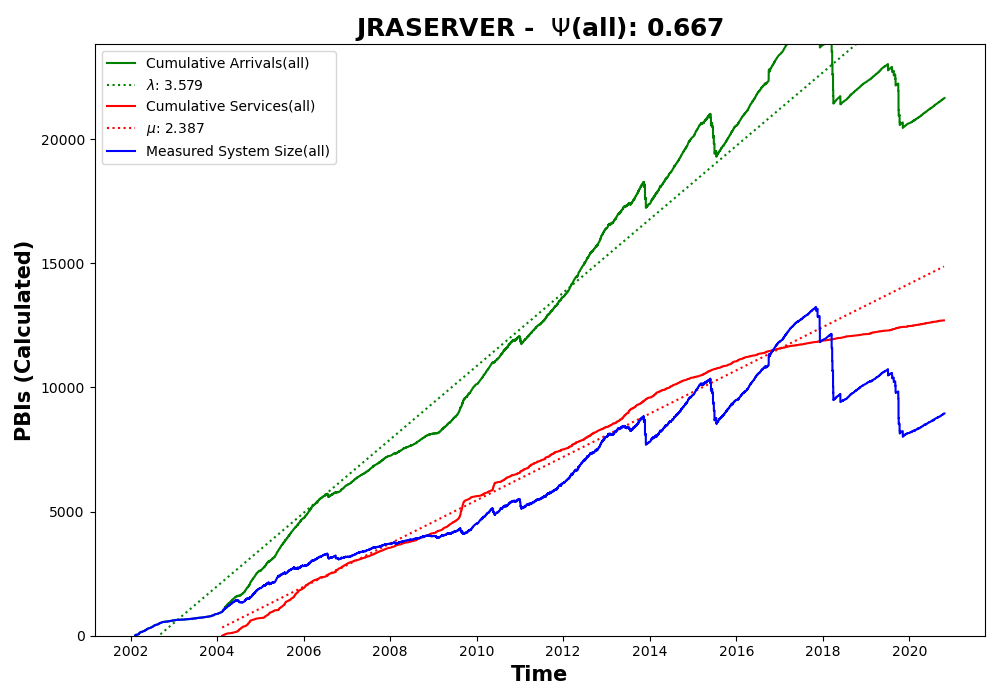 JRASERVER - Ψ(all): 0.667
Cumulative Arrivals(all)
λ: 3.579
Cumulative Services(all)
μ: 2.387
Measured System Size(all)
PBIs (Calculated)
20000
15000
10000
5000
0
2002 2004 2006 2008 2010 2012 2014 2016 2018 2020
Time